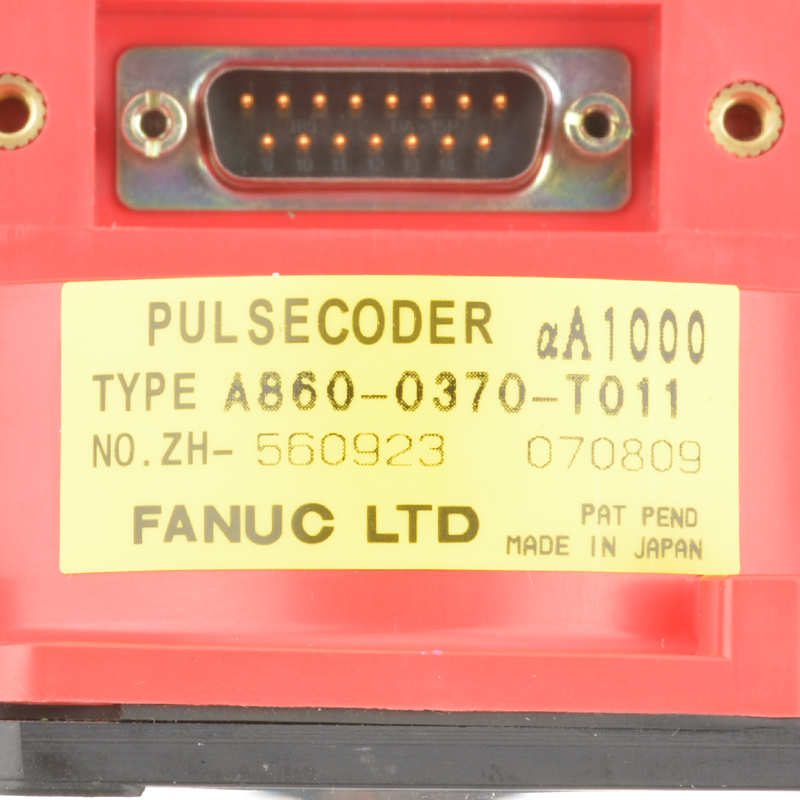 PULSECODER αA1000
TYPE A860-0370-T011
NO. ZH- 560923 070809
FANUC LTD
PAT PEND
MADE IN JAPAN